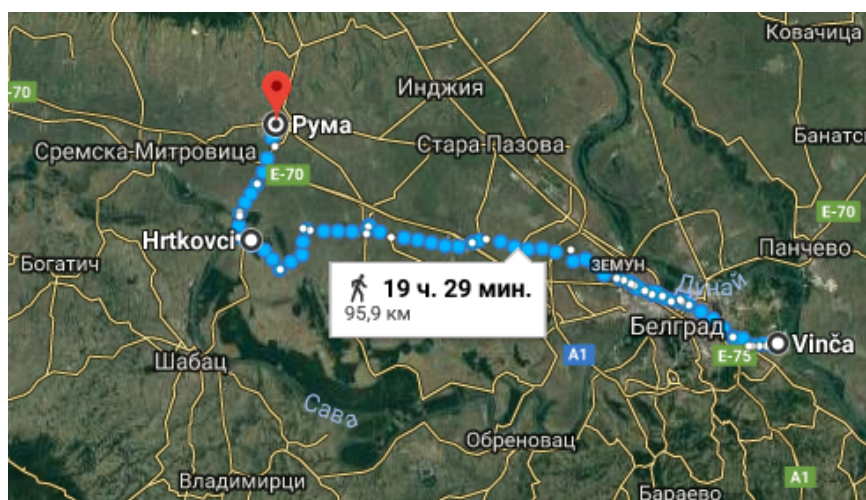 Ковачица
Инджия
-70
Рума
Банатс
Стара-Пазова
Сремска-Митровица
E-70
E-70
Hrtkovci
Панчево
Богатич
ЗЕМУН
Дунай
19 ч. 29 мин.
95,9 км
Белград
Vinča
A1
E-75
Шабац
Сава
Обреновац
Владимирци
A1
Бараево